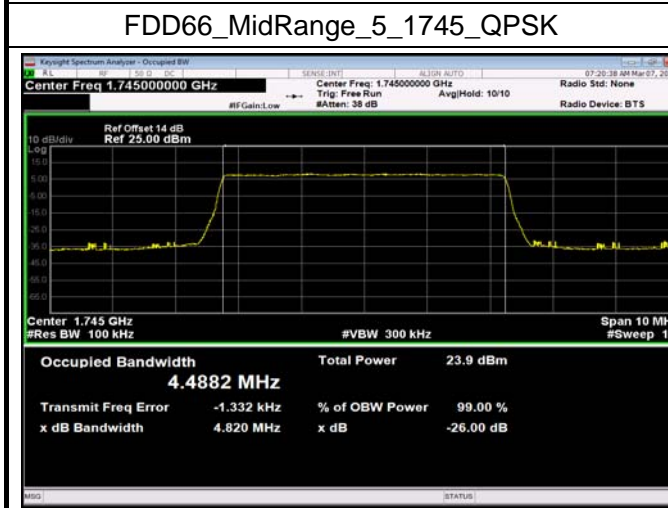 FDD66_MidRange_5_1745_QPSK
Keysight Spectrum Analyzer - Occupied BW
RL RF 50 Ω DC SENSE:INT ALIGN AUTO 07:20:38 AM Mar 07, 20
Center Freq 1.745000000 GHz
Center Freq: 1.745000000 GHz
Radio Std: None
Trig: Free Run Avg|Hold: 10/10
#IFGain:Low #Atten: 38 dB Radio Device: BTS
Ref Offset 14 dB
10 dB/div Ref 25.00 dBm
Log
15.0
5.00
-5.00
-15.0
-25.0
-35.0
-45.0
-55.0
-65.0
Center 1.745 GHz Span 10 MH
#Res BW 100 kHz #VBW 300 kHz #Sweep 1
Occupied Bandwidth Total Power 23.9 dBm
4.4882 MHz
Transmit Freq Error -1.332 kHz % of OBW Power 99.00 %
x dB Bandwidth 4.820 MHz x dB -26.00 dB
MSG STATUS